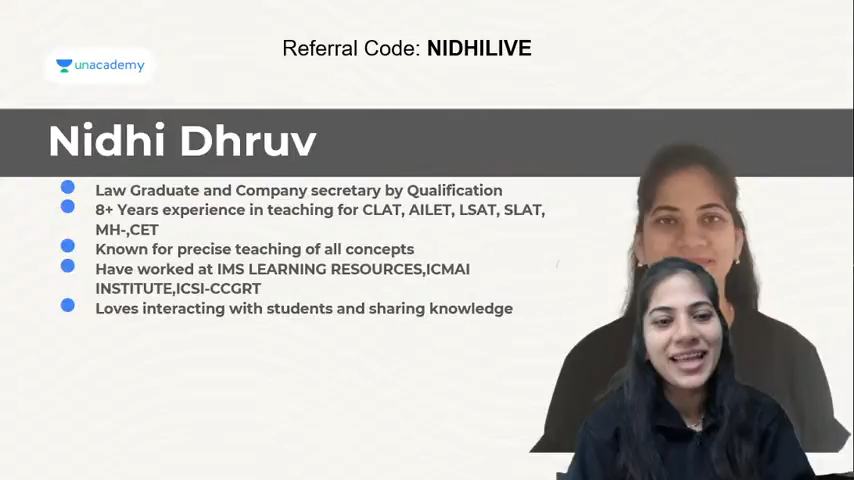 Referral Code: NIDHILIVE
unacademy
Nidhi Dhruv
Law Graduate and Company secretary by Qualification
8+ Years experience in teaching for CLAT, AILET, LSAT, SLAT,
MH-,CET
Known for precise teaching of all concepts
Have worked at IMS LEARNING RESOURCES,ICMAI
INSTITUTE,ICSI-CCGRT
Loves interacting with students and sharing knowledge